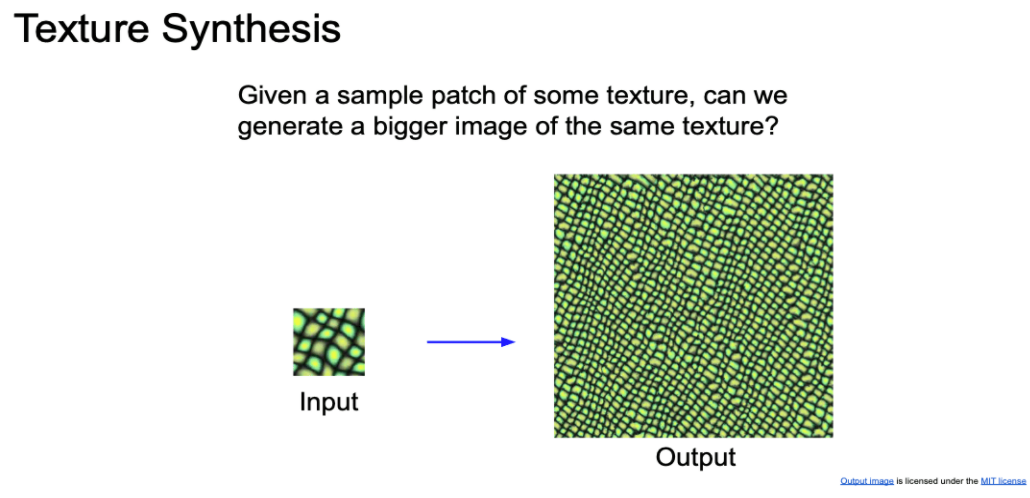 Texture Synthesis
Given a sample patch of some texture, can we
generate a bigger image of the same texture?
Input
Output
Output image is licensed under the MIT license